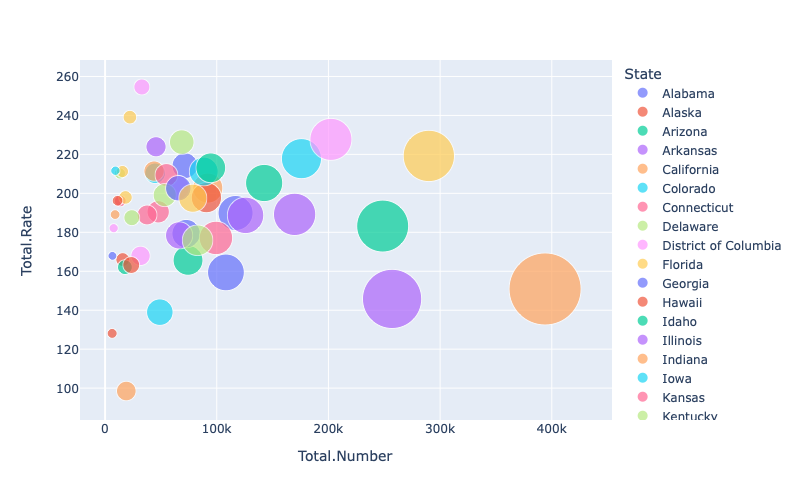 260
240
220
200
180
160
140
120
100
0
100k
200k
300k
400k
Total.Number
Total.Rate
State
Alabama
Alaska
Arizona
Arkansas
California
Colorado
Connecticut
Delaware
District of Columbia
Florida
Georgia
Hawaii
Idaho
Illinois
Indiana
Iowa
Kansas
Kentucky